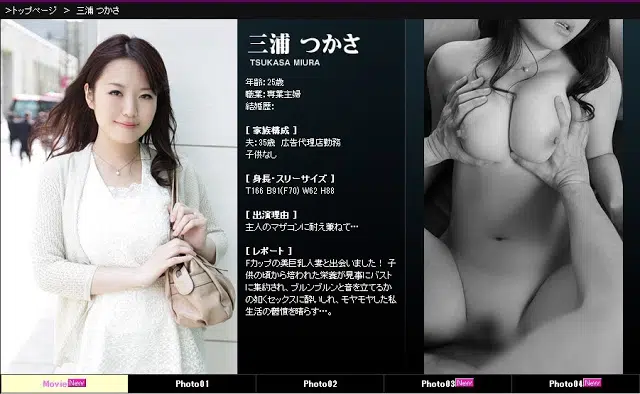 >トップページ > 三浦 つかさ
三浦 つかさ
TSUKASA MIURA
年齢：25歳
職業：専業主婦
結婚歴：
[ 家族構成 ]
夫：35歳 広告代理店勤務
子供なし
[ 身長・スリーサイズ ]
T166 B91(F70) W62 H88
[ 出演理由 ]
主人のマザコンに耐え兼ねて…
[ レポート ]
Fカップの美巨乳人妻と出会いました！ 子
供の頃から培われた栄養が見事にバスト
に集約され、ブルンブルンと音を立てるか
の如くセックスに酔いしれ、モヤモヤした私
生活の鬱憤を晴らす…。
Movie New
Photo01
Photo02
Photo03 New
Photo04 New